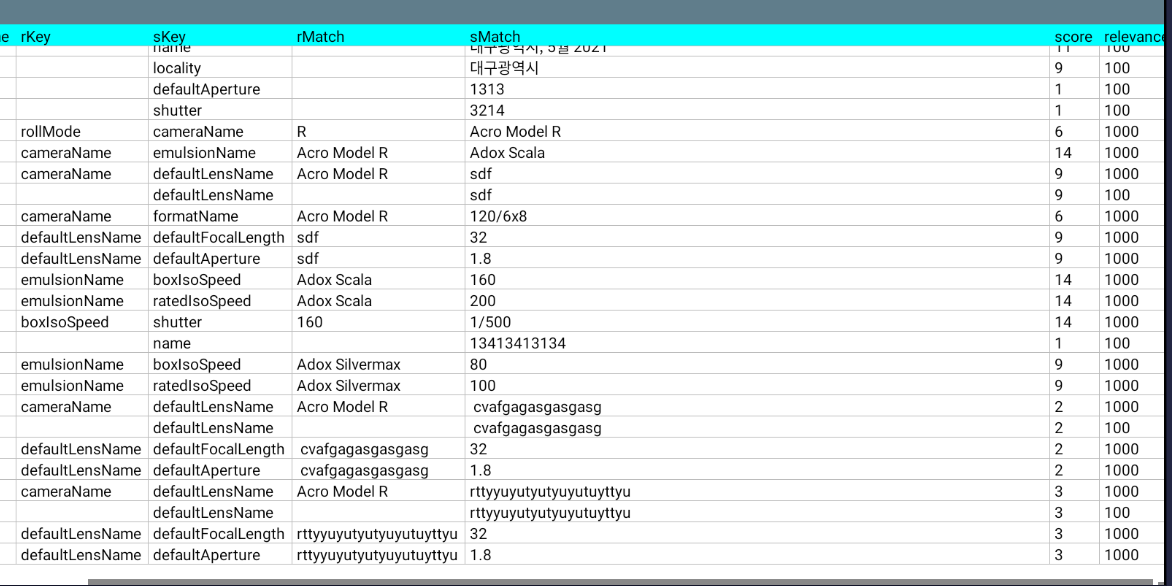 e rKey sKey rMatch sMatch score relevance
name 대구광역시, 5월 2021 11 100
locality 대구광역시 9 100
defaultAperture 1313 1 100
shutter 3214 1 100
rollMode cameraName R Acro Model R 6 1000
cameraName emulsionName Acro Model R Adox Scala 14 1000
cameraName defaultLensName Acro Model R sdf 9 1000
defaultLensName sdf 9 100
cameraName formatName Acro Model R 120/6x8 6 1000
defaultLensName defaultFocalLength sdf 32 9 1000
defaultLensName defaultAperture sdf 1.8 9 1000
emulsionName boxIsoSpeed Adox Scala 160 14 1000
emulsionName ratedIsoSpeed Adox Scala 200 14 1000
boxIsoSpeed shutter 160 1/500 14 1000
name 13413413134 1 100
emulsionName boxIsoSpeed Adox Silvermax 80 9 1000
emulsionName ratedIsoSpeed Adox Silvermax 100 9 1000
cameraName defaultLensName Acro Model R cvafgagasgasgasg 2 1000
defaultLensName cvafgagasgasgasg 2 100
defaultLensName defaultFocalLength cvafgagasgasgasg 32 2 1000
defaultLensName defaultAperture cvafgagasgasgasg 1.8 2 1000
cameraName defaultLensName Acro Model R rttyyuyutyutyuyutuyttyu 3 1000
defaultLensName rttyyuyutyutyuyutuyttyu 3 100
defaultLensName defaultFocalLength rttyyuyutyutyuyutuyttyu 32 3 1000
defaultLensName defaultAperture rttyyuyutyutyuyutuyttyu 1.8 3 1000